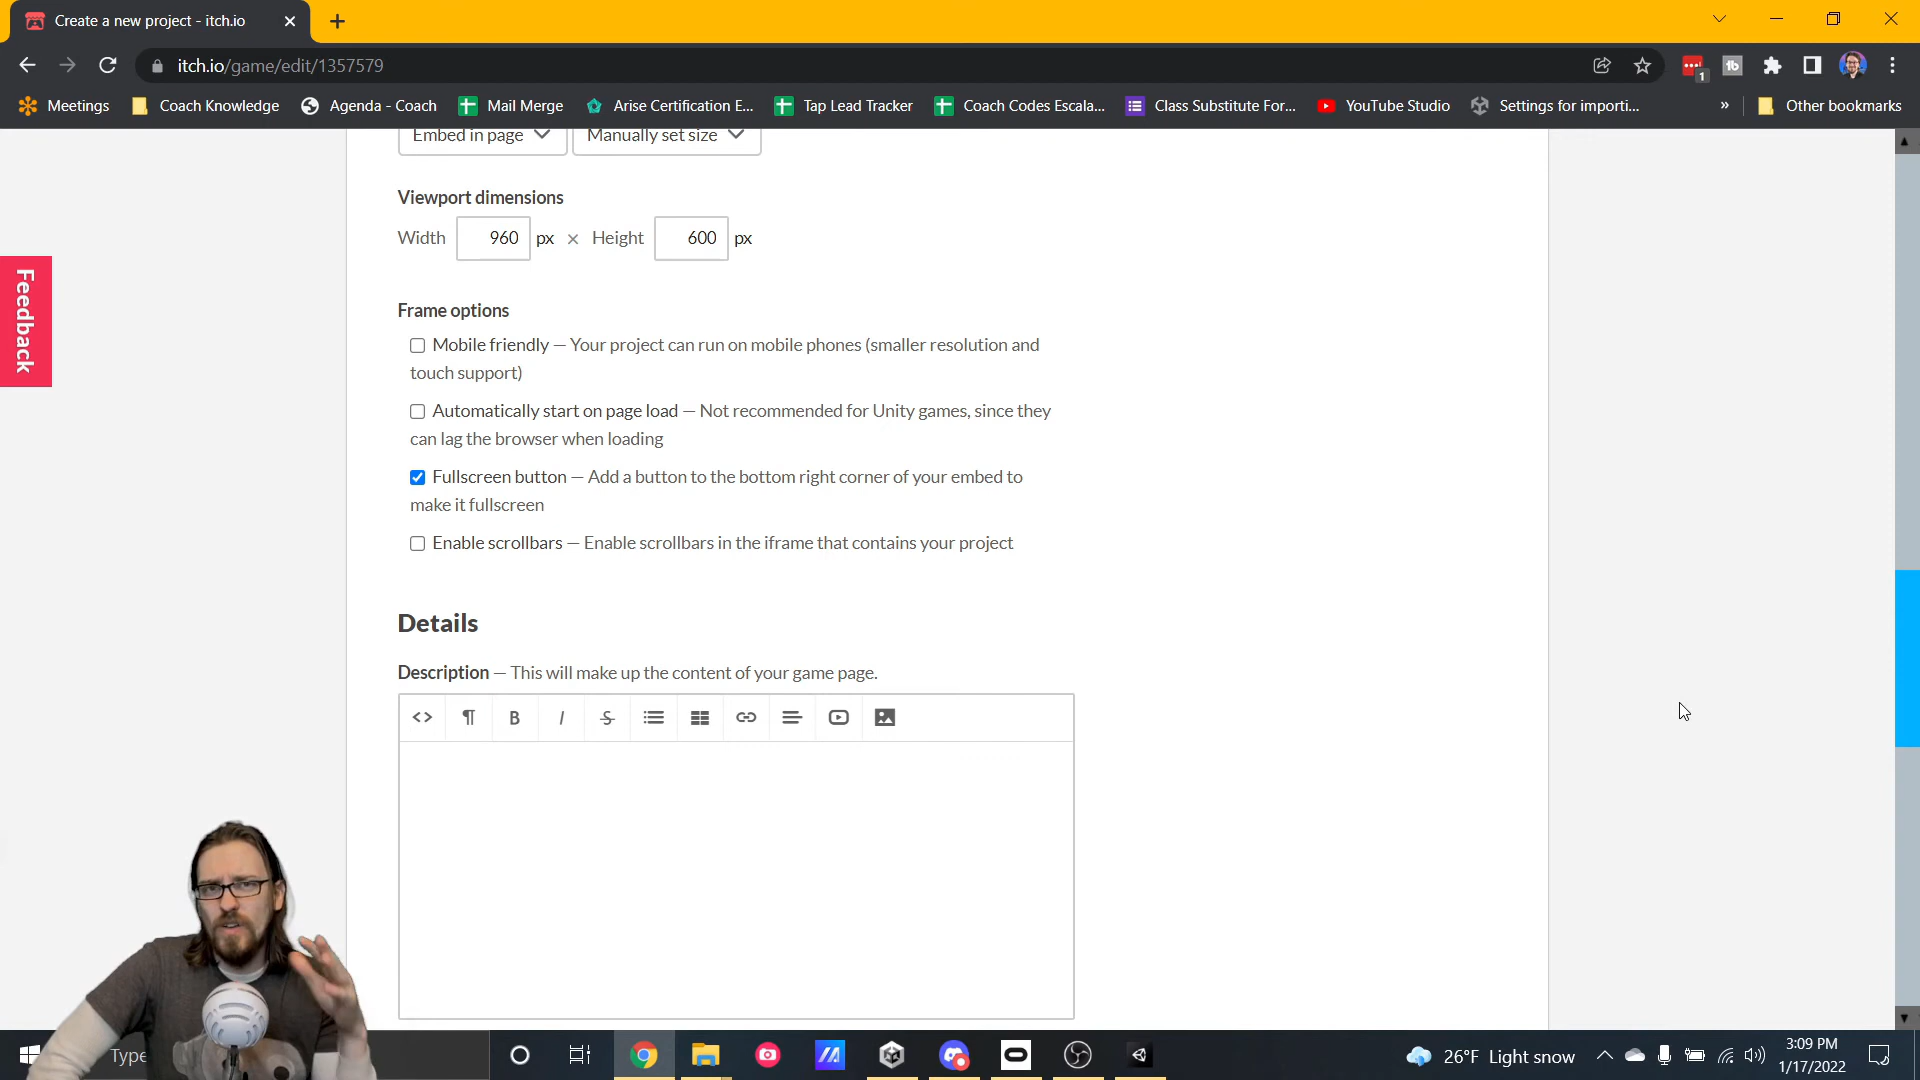 Create a new project - itch.io
itch.io/game/edit/1357579
1
Meetings
Coach Knowledge
Agenda - Coach
Mail Merge
Arise Certification E...
Tap Lead Tracker
Coach Codes Escala...
Class Substitute For...
YouTube Studio
Settings for importi...
»
Other bookmarks
Embed in page
Manually set size
Viewport dimensions
Width 960 px × Height 600 px
Frame options
Mobile friendly — Your project can run on mobile phones (smaller resolution and
touch support)
Automatically start on page load — Not recommended for Unity games, since they
can lag the browser when loading
Fullscreen button — Add a button to the bottom right corner of your embed to
make it fullscreen
Enable scrollbars — Enable scrollbars in the iframe that contains your project
Feedback
Details
Description — This will make up the content of your game page.
<> ¶ B I S
Type
26°F Light snow
3:09 PM
1/17/2022